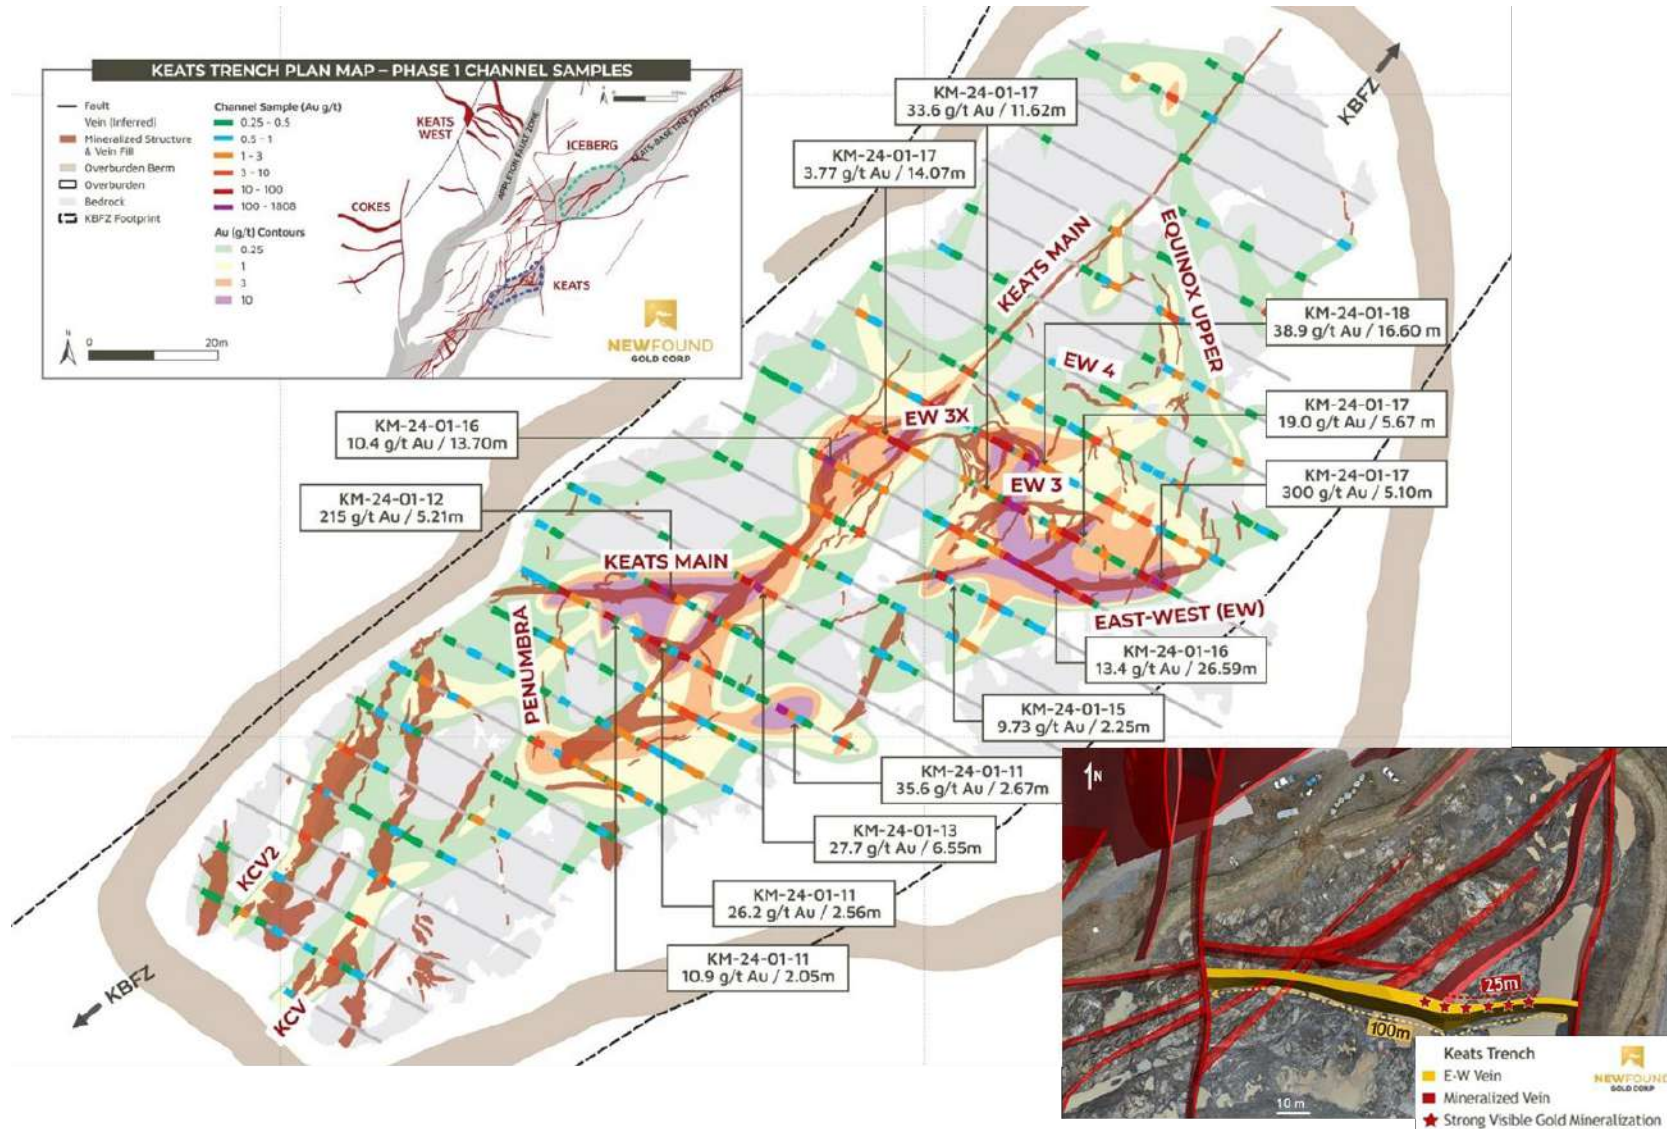 KEATS TRENCH PLAN MAP – PHASE 1 CHANNEL SAMPLES
Fault
Vein (Inferred)
Mineralized Structure
& Vein Fill
Overburden Berm
Overburden
Bedrock
KBFZ Footprint
Channel Sample (Au g/t)
0.25 - 0.5
0.5 - 1
1 - 3
3 - 10
10 - 100
100 - 1808
Au (g/t) Contours
0.25
1
3
10
N
0 20m
KEATS
WEST
COKES
APPLETON FAULT ZONE
ICEBERG
KEATS-BASELINE FAULT ZONE
KEATS
NEWFOUND
GOLD CORP
KBFZ
KM-24-01-17
33.6 g/t Au / 11.62m
KM-24-01-17
3.77 g/t Au / 14.07m
KEATS MAIN
EQUINOX UPPER
KM-24-01-18
38.9 g/t Au / 16.60 m
EW 4
KM-24-01-17
19.0 g/t Au / 5.67 m
EW 3X
KM-24-01-16
10.4 g/t Au / 13.70m
KM-24-01-17
300 g/t Au / 5.10m
EW 3
KM-24-01-12
215 g/t Au / 5.21m
KEATS MAIN
EAST-WEST (EW)
PENUMBRA
KM-24-01-16
13.4 g/t Au / 26.59m
KM-24-01-15
9.73 g/t Au / 2.25m
KM-24-01-11
35.6 g/t Au / 2.67m
KM-24-01-13
27.7 g/t Au / 6.55m
KCV2
KM-24-01-11
26.2 g/t Au / 2.56m
KM-24-01-11
10.9 g/t Au / 2.05m
KBFZ
KCV
N
25m
100m
10 m
Keats Trench
E-W Vein
Mineralized Vein
Strong Visible Gold Mineralization
NEWFOUND
GOLD CORP